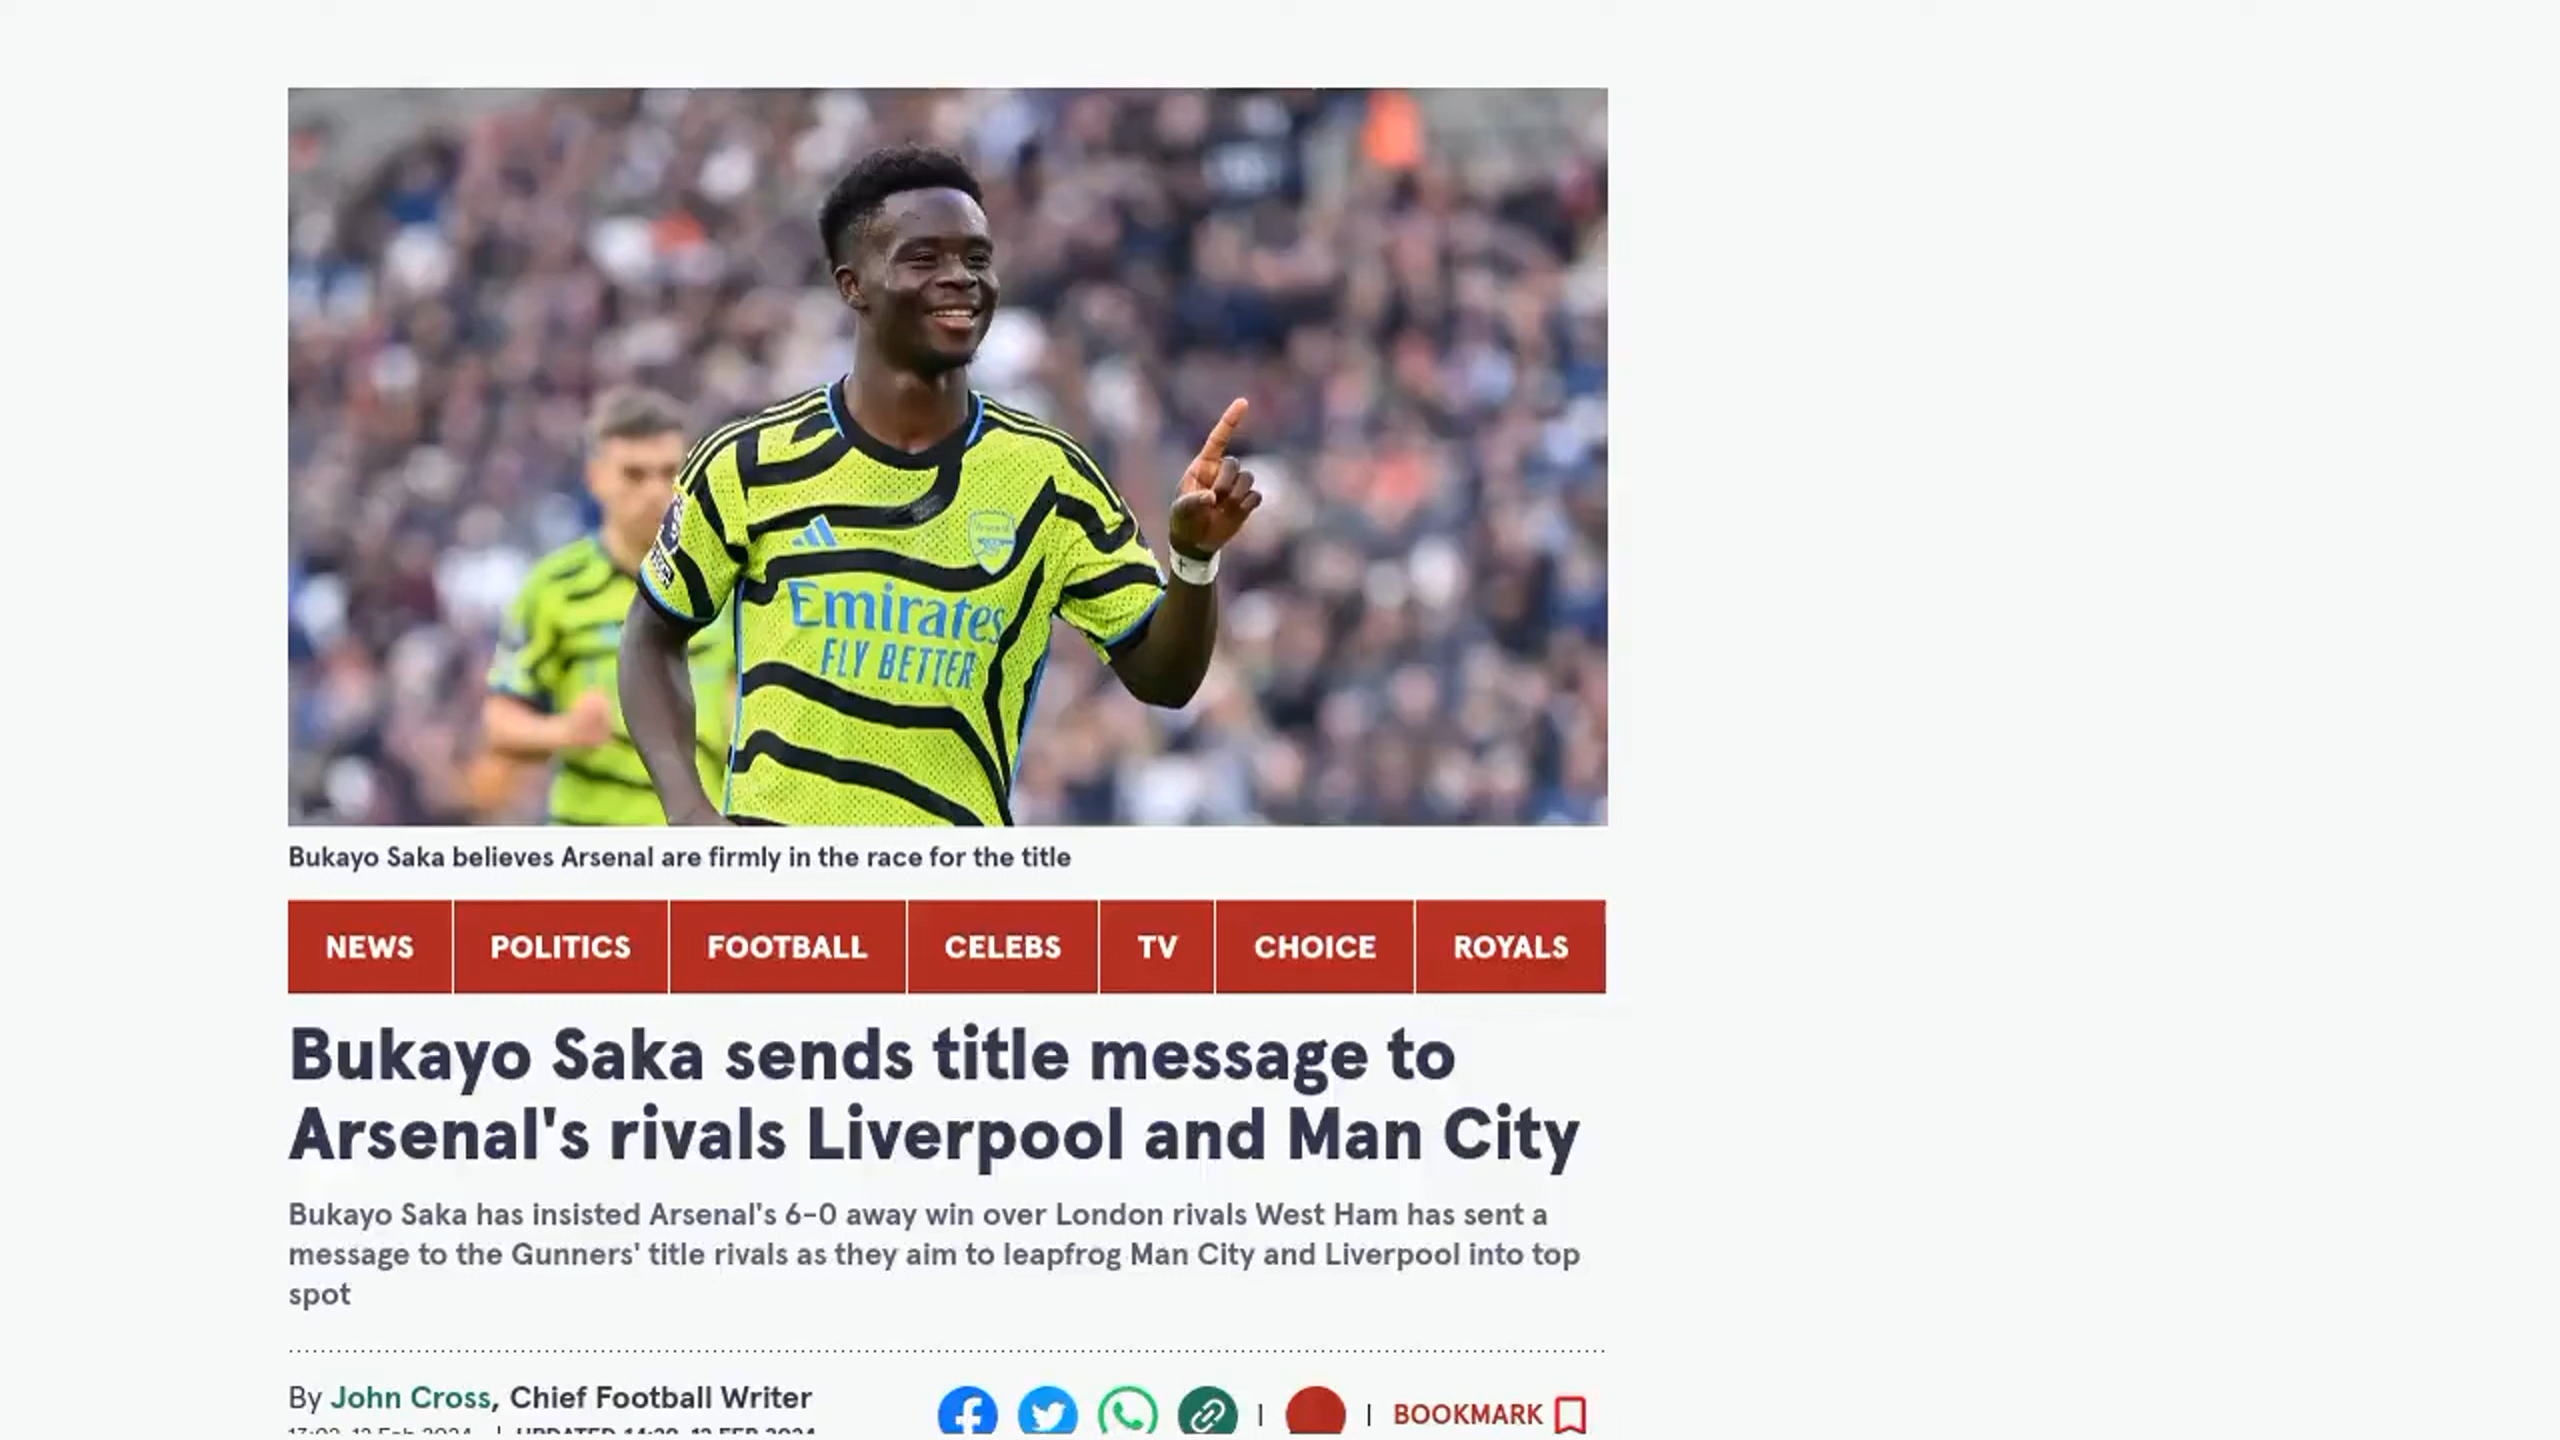 Emirates
FLY BETTER
Bukayo Saka believes Arsenal are firmly in the race for the title
NEWS
POLITICS
FOOTBALL
CELEBS
TV
CHOICE
ROYALS
Bukayo Saka sends title message to
Arsenal's rivals Liverpool and Man City
Bukayo Saka has insisted Arsenal's 6-0 away win over London rivals West Ham has sent a
message to the Gunners' title rivals as they aim to leapfrog Man City and Liverpool into top
spot
By John Cross, Chief Football Writer
| | BOOKMARK